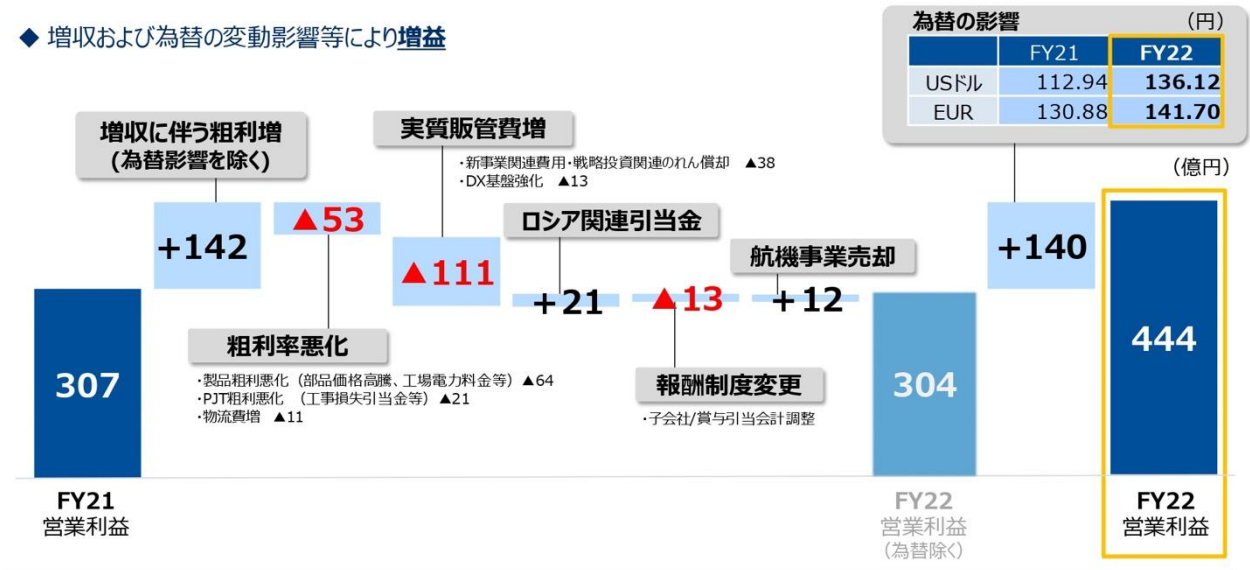 ◆ 増収および為替の変動影響等により増益
為替の影響 (円)
FY21 FY22
USドル 112.94 136.12
EUR 130.88 141.70
(億円)
増収に伴う粗利増
(為替影響を除く)
+142
▲53
粗利率悪化
・製品粗利悪化（部品価格高騰、工場電力料金等）▲64
・PJT粗利悪化 （工事損失引当金等）▲21
・物流費増 ▲11
実質販管費増
・新事業関連費用・戦略投資関連のれん償却 ▲38
・DX基盤強化 ▲13
▲111
ロシア関連引当金
+21
▲13
報酬制度変更
・子会社/賞与引当会計調整
航機事業売却
+12
+140
307
304
444
FY21
営業利益
FY22
営業利益
(為替除く)
FY22
営業利益